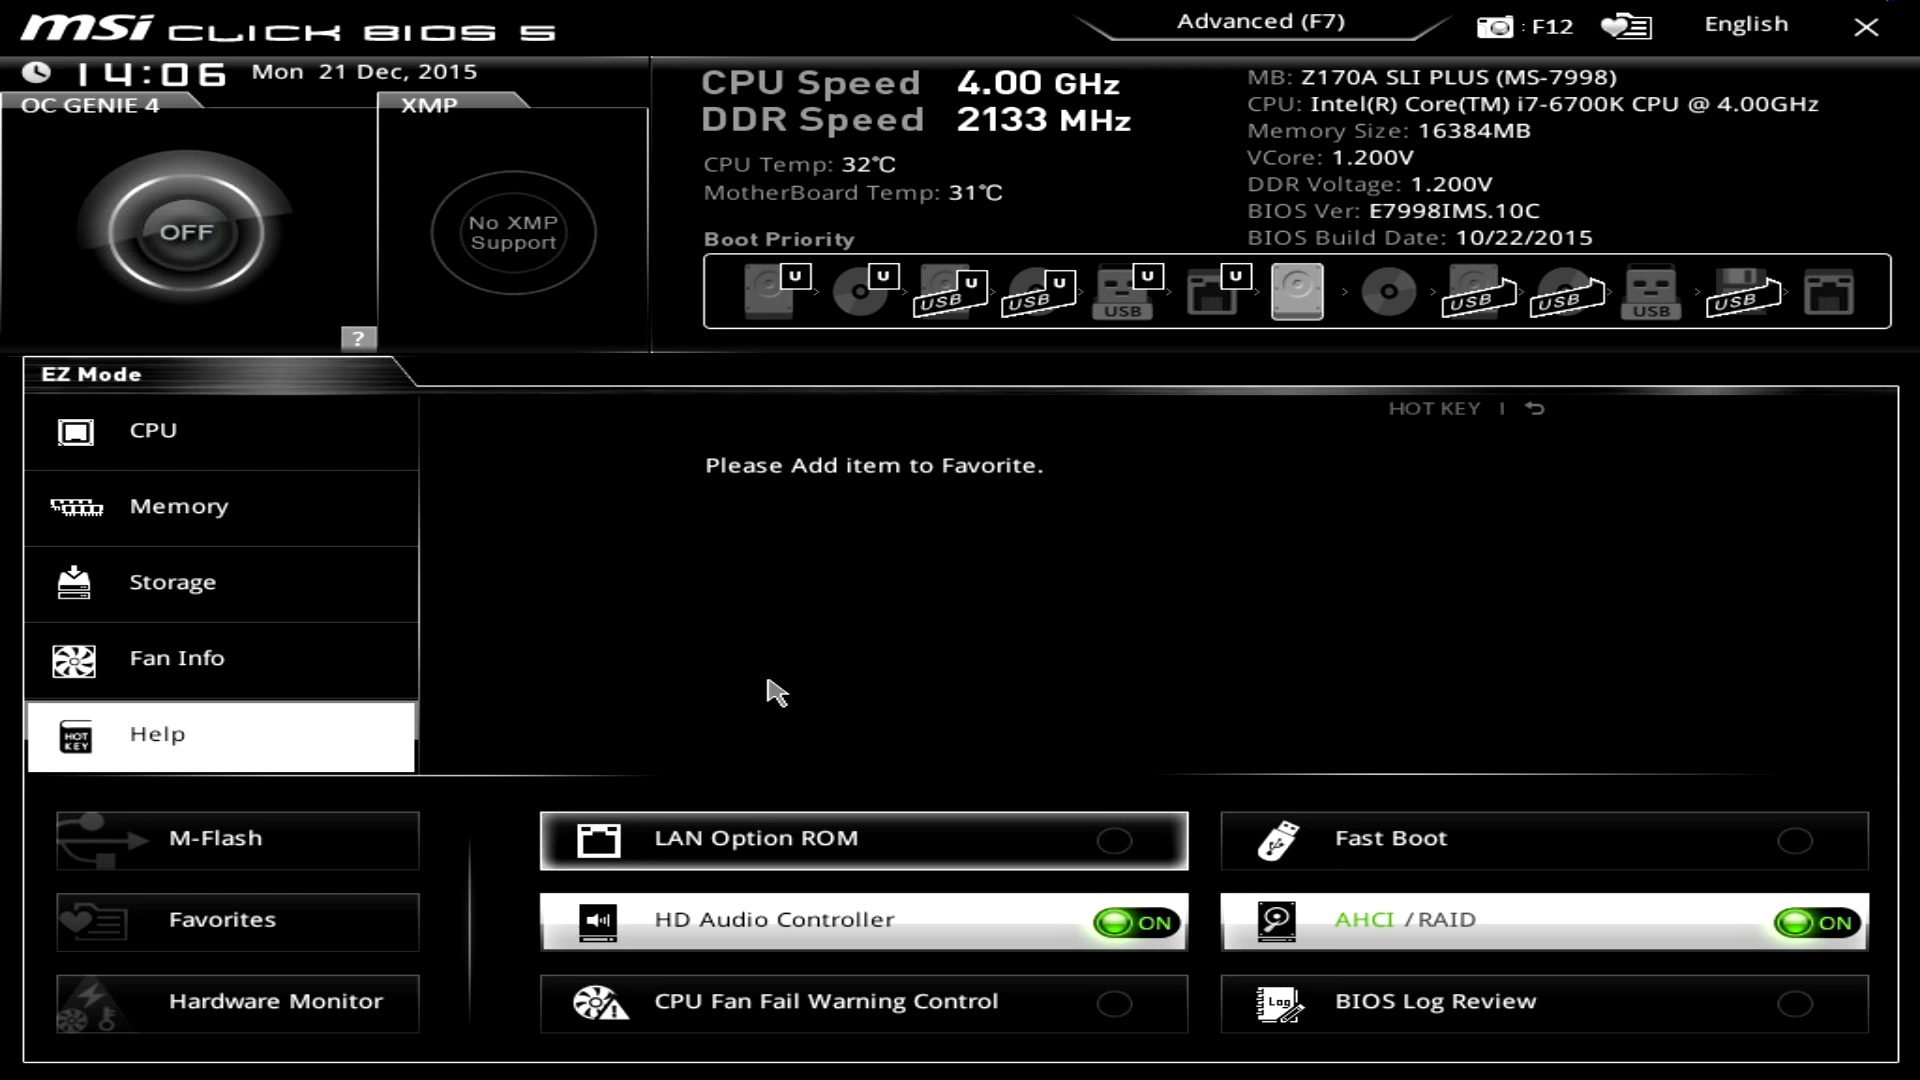 msi CLICK BIOS 5
Advanced (F7)
: F12
English
14:06 Mon 21 Dec, 2015
OC GENIE 4
XMP
OFF
No XMP
Support
?
CPU Speed 4.00 GHz
DDR Speed 2133 MHz
CPU Temp: 32℃
MotherBoard Temp: 31℃
MB: Z170A SLI PLUS (MS-7998)
CPU: Intel(R) Core(TM) i7-6700K CPU @ 4.00GHz
Memory Size: 16384MB
VCore: 1.200V
DDR Voltage: 1.200V
BIOS Ver: E7998IMS.10C
BIOS Build Date: 10/22/2015
Boot Priority
U U USB U USB U USB U U USB USB USB USB
EZ Mode
HOT KEY |
CPU
Memory
Storage
Fan Info
HOT KEY Help
Please Add item to Favorite.
M-Flash
Favorites
Hardware Monitor
LAN Option ROM
Fast Boot
HD Audio Controller ON
AHCI /RAID ON
CPU Fan Fail Warning Control
Log BIOS Log Review